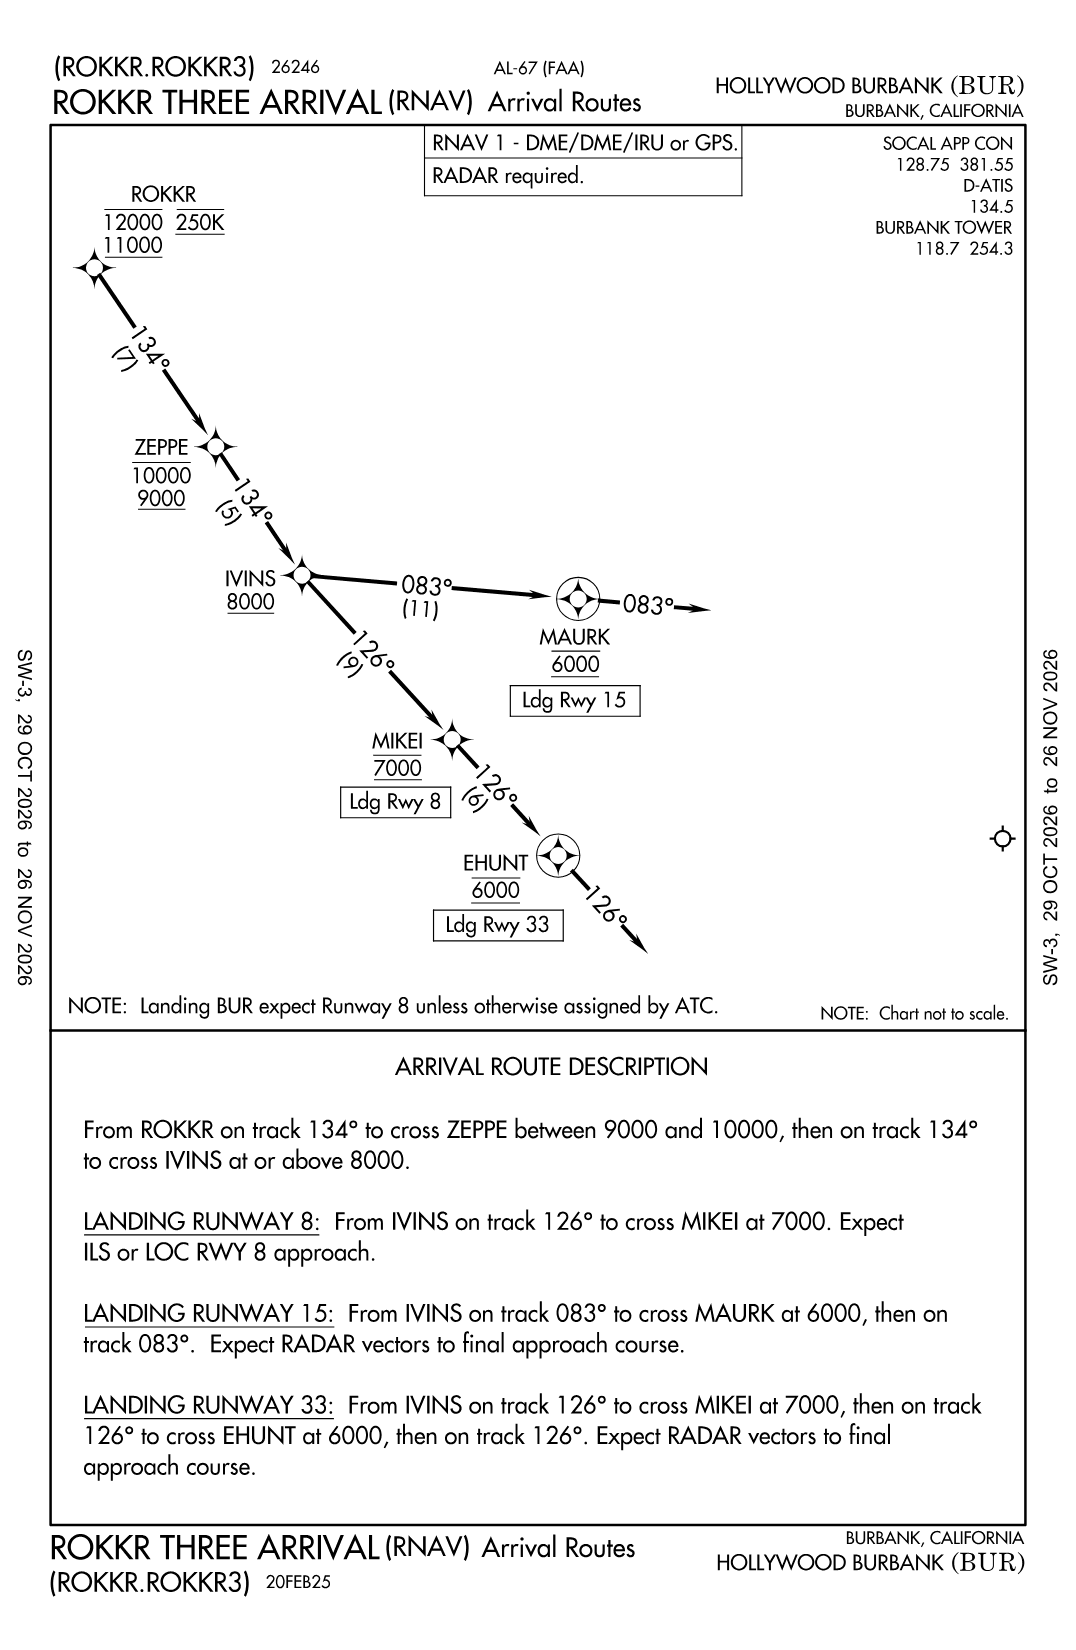 (ROKKR.ROKKR3) 26246
AL-67 (FAA)
ROKKR THREE ARRIVAL (RNAV) Arrival Routes
HOLLYWOOD BURBANK (BUR)
BURBANK, CALIFORNIA
RNAV 1 - DME/DME/IRU or GPS.
RADAR required.
SOCAL APP CON
128.75 381.55
D-ATIS
134.5
BURBANK TOWER
118.7 254.3
ROKKR
12000 250K
11000
134°
(7)
ZEPPE
10000
9000
134°
(5)
IVINS
8000
083°
(11)
083°
MAURK
6000
Ldg Rwy 15
126°
(9)
MIKEI
7000
Ldg Rwy 8
126°
(6)
EHUNT
6000
Ldg Rwy 33
126°
SW-3, 29 OCT 2026 to 26 NOV 2026
SW-3, 29 OCT 2026 to 26 NOV 2026
NOTE: Landing BUR expect Runway 8 unless otherwise assigned by ATC.
NOTE: Chart not to scale.
ARRIVAL ROUTE DESCRIPTION
From ROKKR on track 134° to cross ZEPPE between 9000 and 10000, then on track 134°
to cross IVINS at or above 8000.
LANDING RUNWAY 8: From IVINS on track 126° to cross MIKEI at 7000. Expect
ILS or LOC RWY 8 approach.
LANDING RUNWAY 15: From IVINS on track 083° to cross MAURK at 6000, then on
track 083°. Expect RADAR vectors to final approach course.
LANDING RUNWAY 33: From IVINS on track 126° to cross MIKEI at 7000, then on track
126° to cross EHUNT at 6000, then on track 126°. Expect RADAR vectors to final
approach course.
ROKKR THREE ARRIVAL (RNAV) Arrival Routes
(ROKKR.ROKKR3) 20FEB25
BURBANK, CALIFORNIA
HOLLYWOOD BURBANK (BUR)